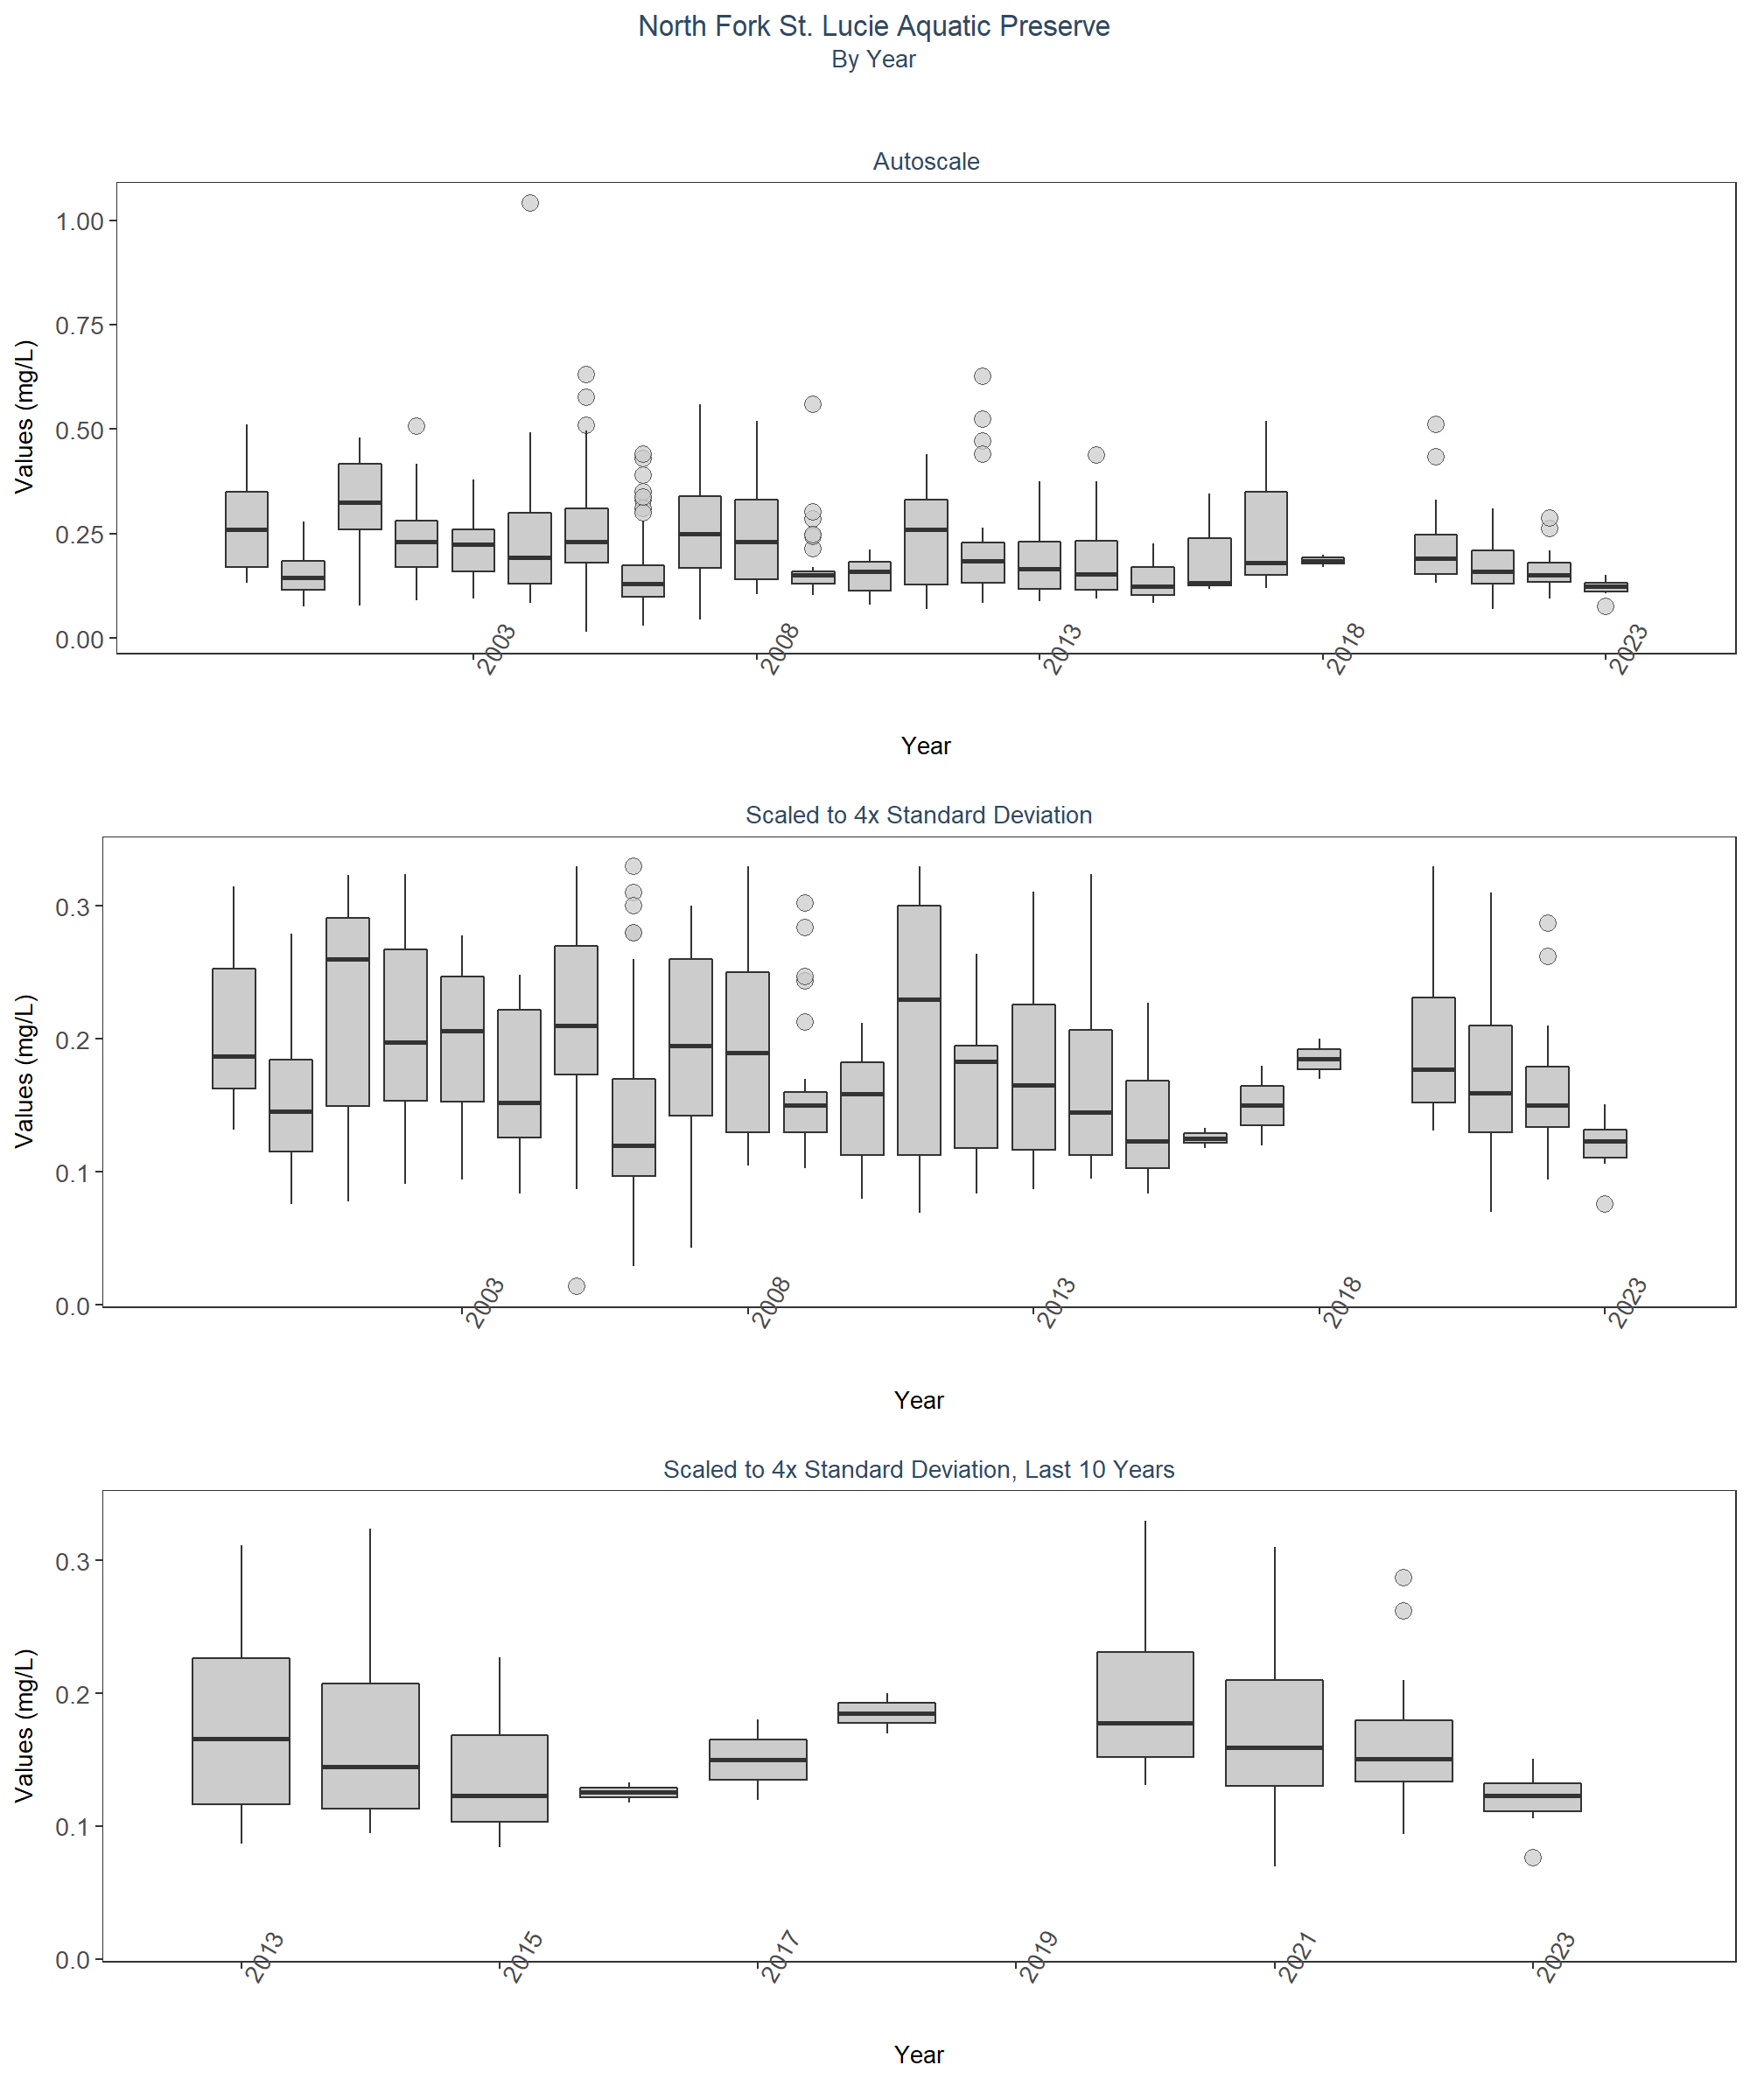 North Fork St. Lucie Aquatic Preserve
By Year
Autoscale
Values (mg/L)
1.00
0.75
0.50
0.25
0.00
2003 2008 2013 2018 2023
Year
Scaled to 4x Standard Deviation
Values (mg/L)
0.3
0.2
0.1
0.0
2003 2008 2013 2018 2023
Year
Scaled to 4x Standard Deviation, Last 10 Years
Values (mg/L)
0.3
0.2
0.1
0.0
2013 2015 2017 2019 2021 2023
Year